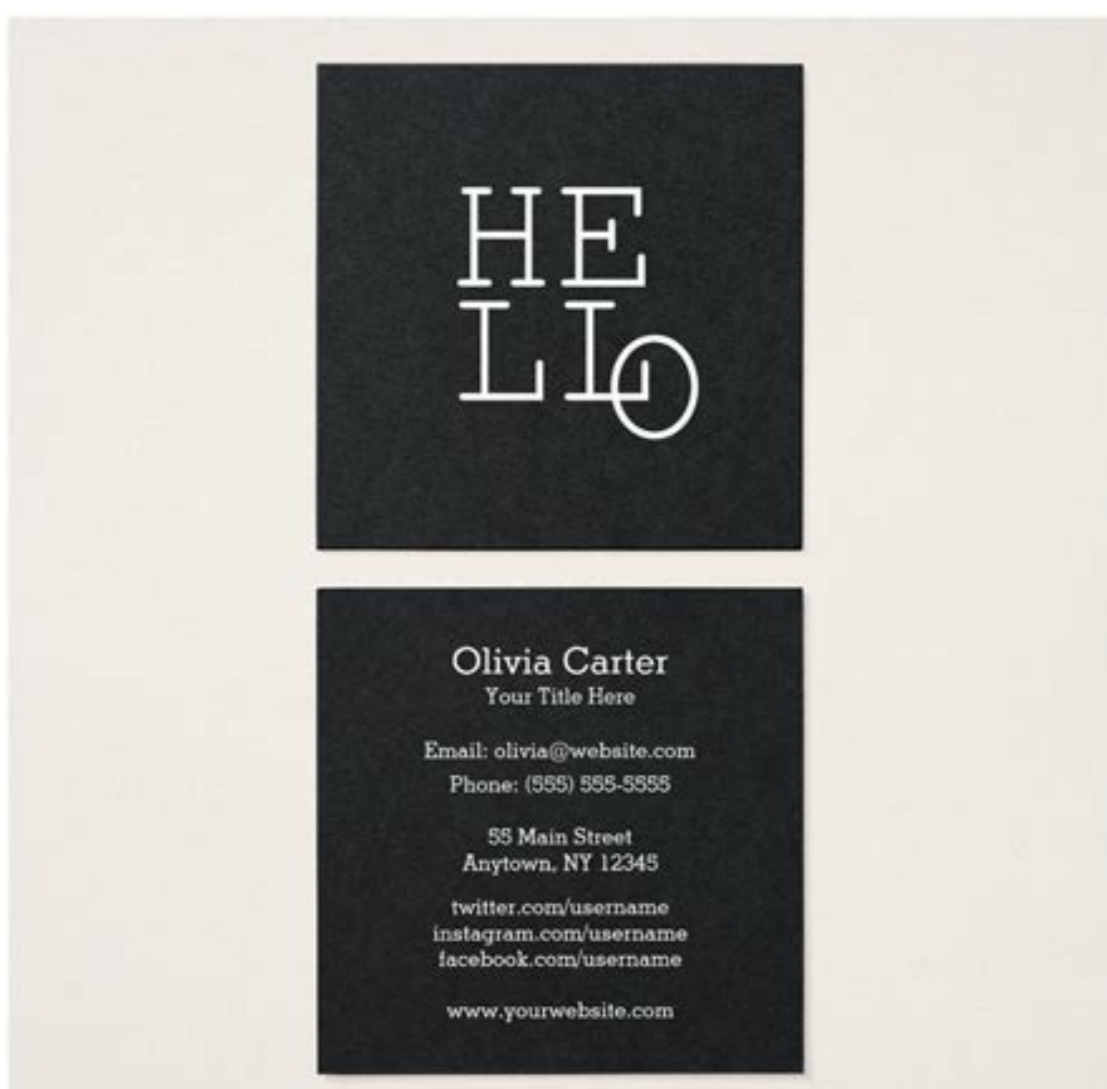 HE
LLO
Olivia Carter
Your Title Here
Email: olivia@website.com
Phone: (555) 555-5555
55 Main Street
Anytown, NY 12345
twitter.com/username
instagram.com/username
facebook.com/username
www.yourwebsite.com